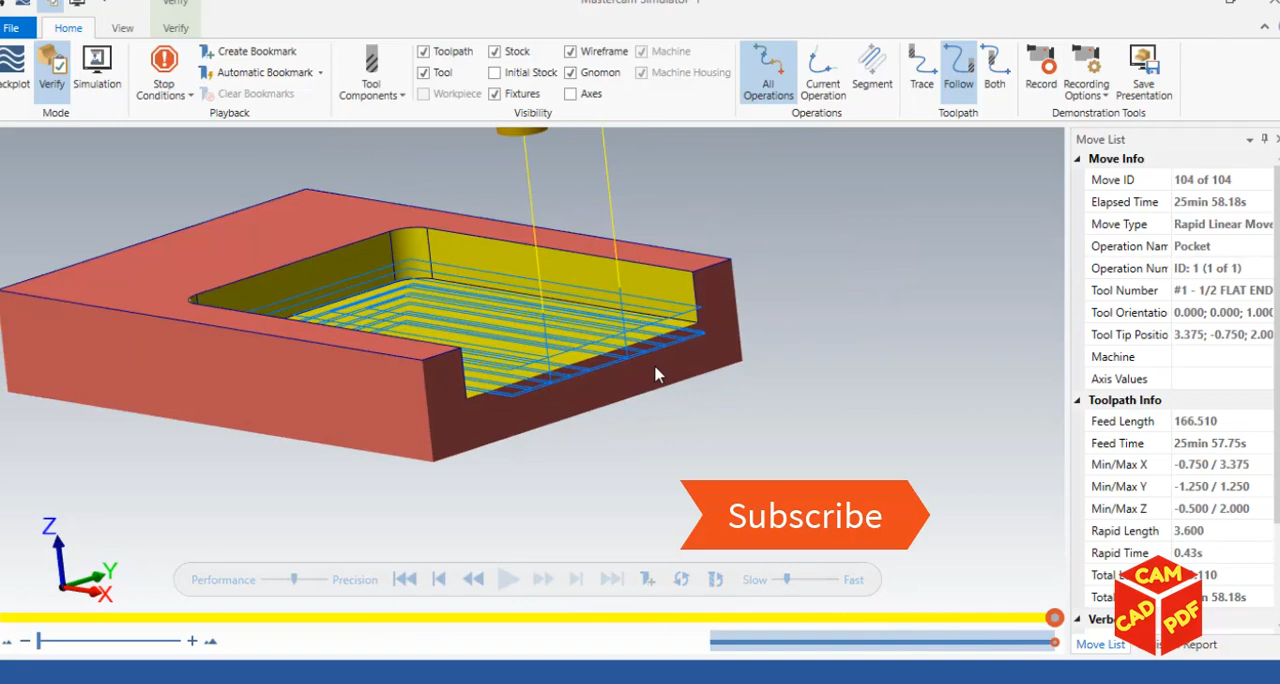 Mastercam Simulator
Verify
File Home View Verify
Backplot Verify Simulation
Mode
Stop Conditions
Create Bookmark
Automatic Bookmark
Clear Bookmarks
Playback
Tool Components
Toolpath Stock Wireframe Machine
Tool Initial Stock Gnomon Machine Housing
Workpiece Fixtures Axes
Visibility
All Operations Current Operation Segment
Operations
Trace Follow Both
Toolpath
Record Recording Options Save Presentation
Demonstration Tools
Move List
Move Info
Move ID 104 of 104
Elapsed Time 25min 58.18s
Move Type Rapid Linear Move
Operation Nam Pocket
Operation Num ID: 1 (1 of 1)
Tool Number #1 - 1/2 FLAT END
Tool Orientatio 0.000; 0.000; 1.000
Tool Tip Positio 3.375; -0.750; 2.00
Machine
Axis Values
Toolpath Info
Feed Length 166.510
Feed Time 25min 57.75s
Min/Max X -0.750 / 3.375
Min/Max Y -1.250 / 1.250
Min/Max Z -0.500 / 2.000
Rapid Length 3.600
Rapid Time 0.43s
Total L .110
Total n 58.18s
Verb
Move List Report
Subscribe
Z
Y
X
Performance Precision Slow Fast
CAM
CAD PDF